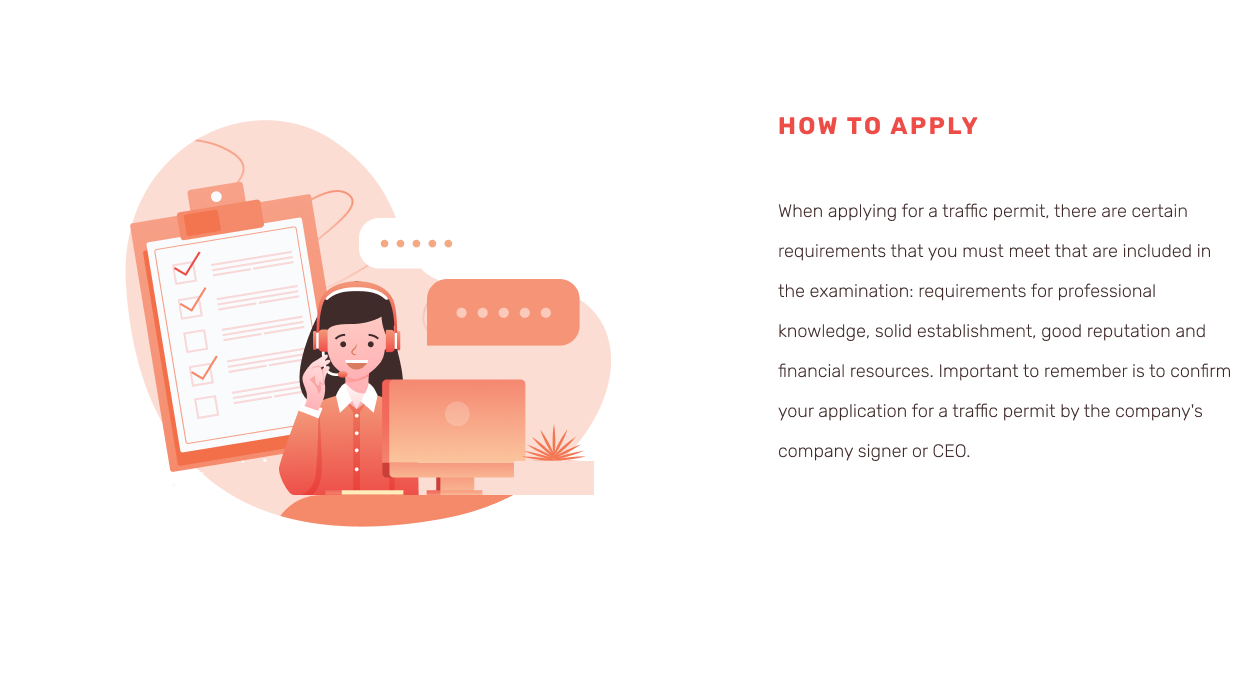 HOW TO APPLY
When applying for a traffic permit, there are certain
requirements that you must meet that are included in
the examination: requirements for professional
knowledge, solid establishment, good reputation and
financial resources. Important to remember is to confirm
your application for a traffic permit by the company's
company signer or CEO.